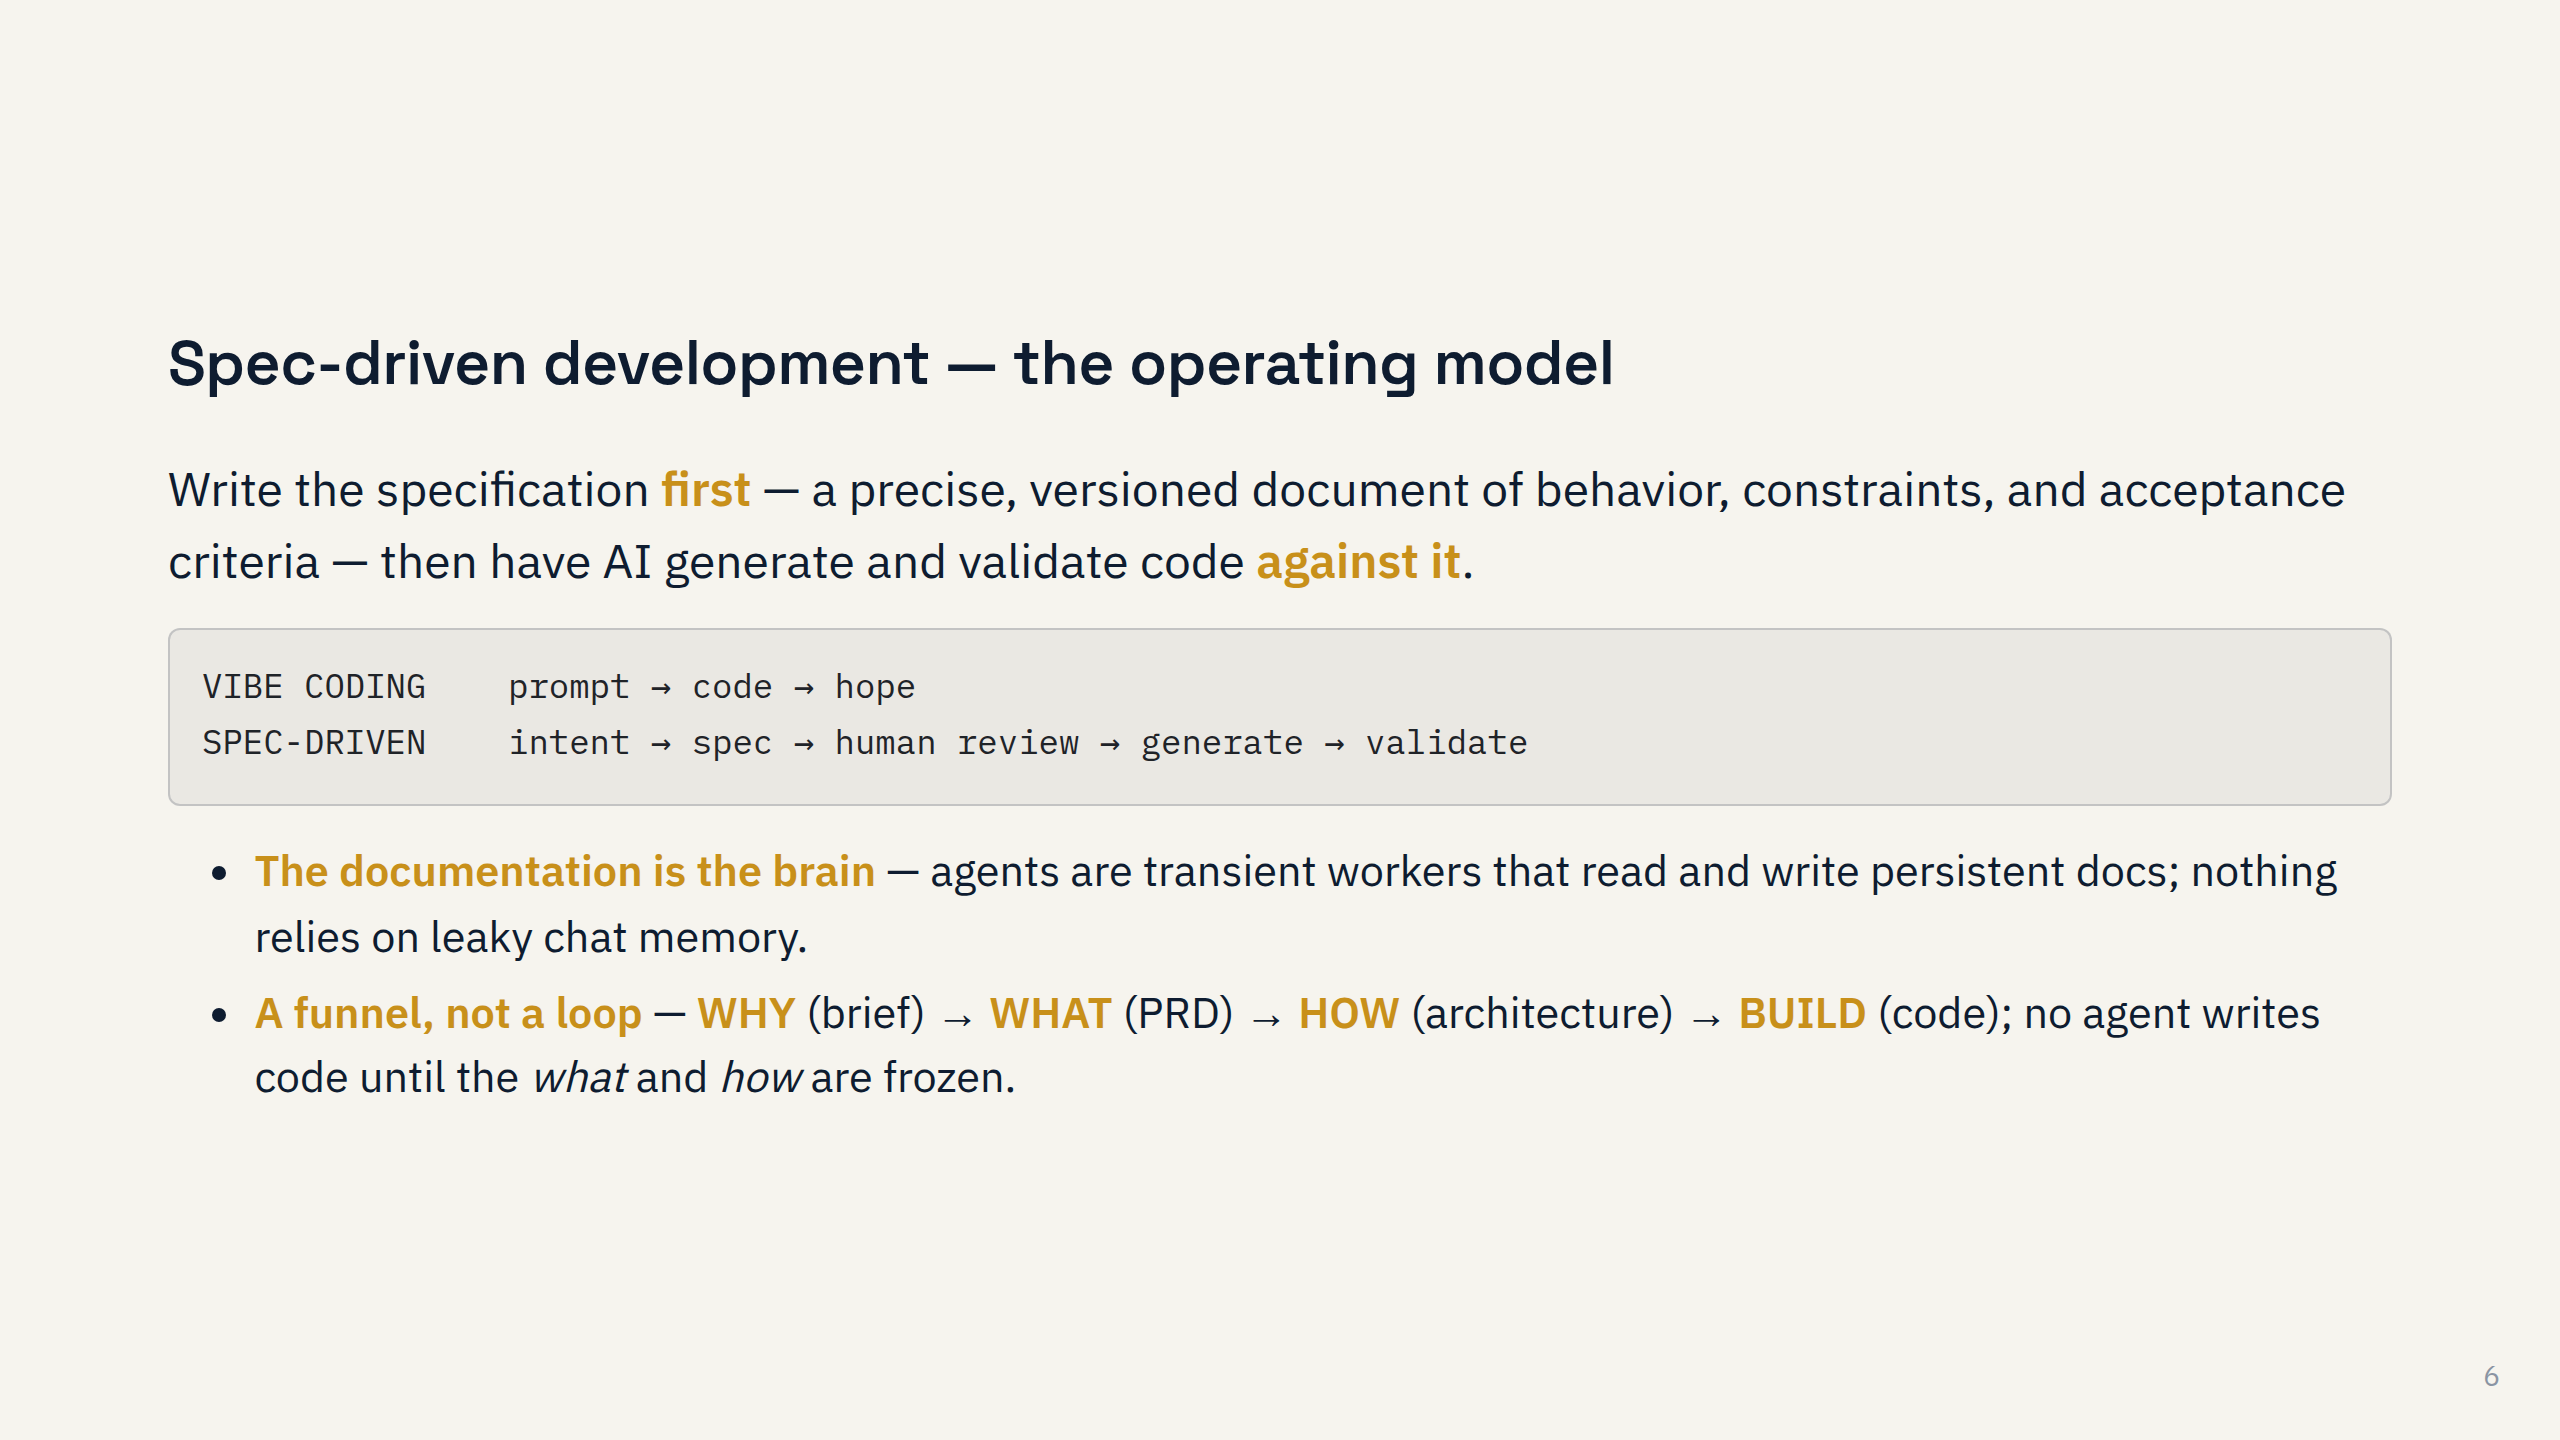 Spec-driven development — the operating model
Write the specification first — a precise, versioned document of behavior, constraints, and acceptance
criteria — then have AI generate and validate code against it.
VIBE CODING    prompt → code → hope
SPEC-DRIVEN    intent → spec → human review → generate → validate
• The documentation is the brain — agents are transient workers that read and write persistent docs; nothing
relies on leaky chat memory.
• A funnel, not a loop — WHY (brief) → WHAT (PRD) → HOW (architecture) → BUILD (code); no agent writes
code until the what and how are frozen.
6